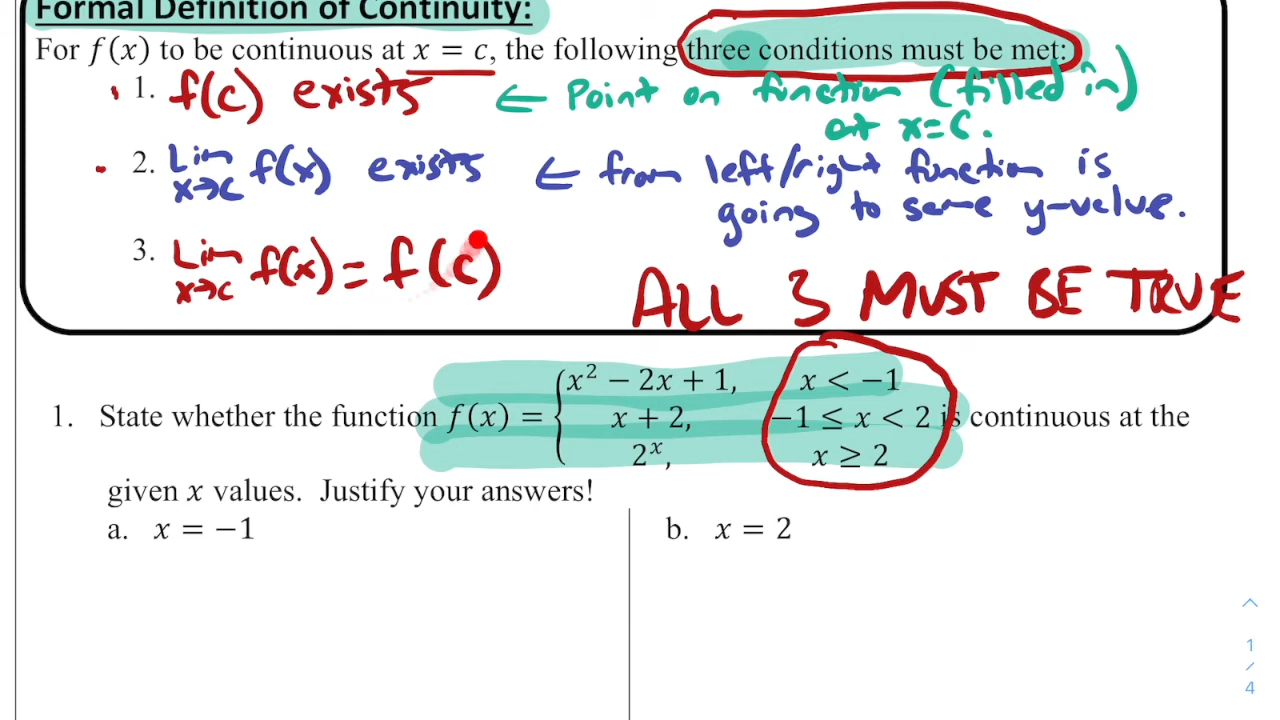 Formal Definition of Continuity:
For f(x) to be continuous at x = c, the following three conditions must be met:
1. f(c) exists ← Point on function (filled in)
at x=c.
2. Lim x→c f(x) exists ← from left/right function is
going to same y-value.
3. Lim x→c f(x) = f(c)
ALL 3 MUST BE TRUE
x² − 2x + 1, x < −1
1. State whether the function f(x) = { x + 2, −1 ≤ x < 2 is continuous at the
2ˣ, x ≥ 2
given x values. Justify your answers!
a. x = −1 b. x = 2
1
/
4